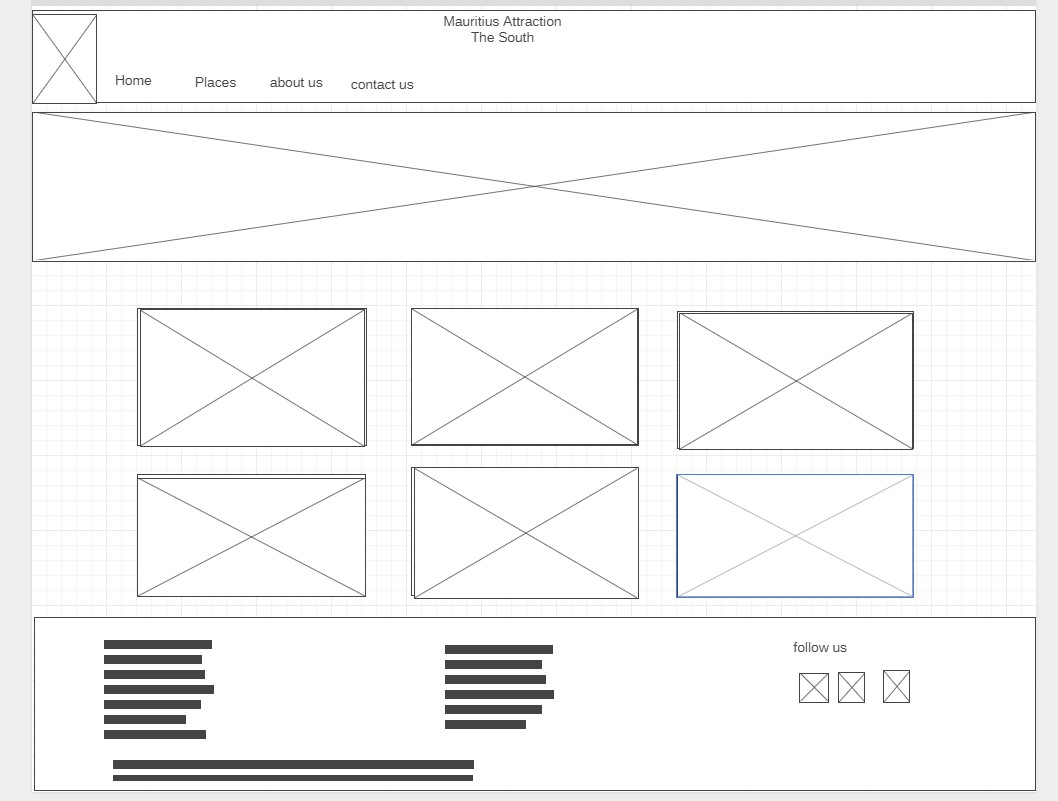 Mauritius Attraction
The South
Home Places about us contact us
follow us